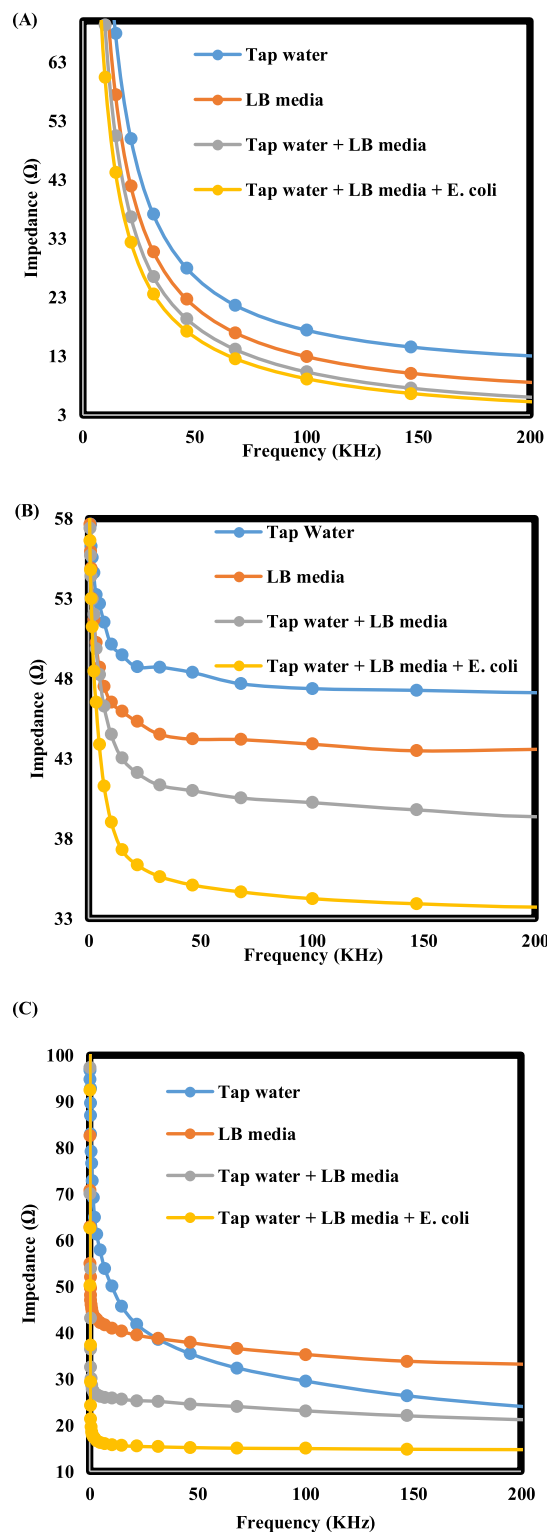 (A)
63
53
43
33
23
13
3
Impedance (Ω)
Tap water
LB media
Tap water + LB media
Tap water + LB media + E. coli
0 50 100 150 200
Frequency (KHz)
(B)
58
53
48
43
38
33
Impedance (Ω)
Tap Water
LB media
Tap water + LB media
Tap water + LB media + E. coli
0 50 100 150 200
Frequency (KHz)
(C)
100
90
80
70
60
50
40
30
20
10
Impedance (Ω)
Tap water
LB media
Tap water + LB media
Tap water + LB media + E. coli
0 50 100 150 200
Frequency (KHz)